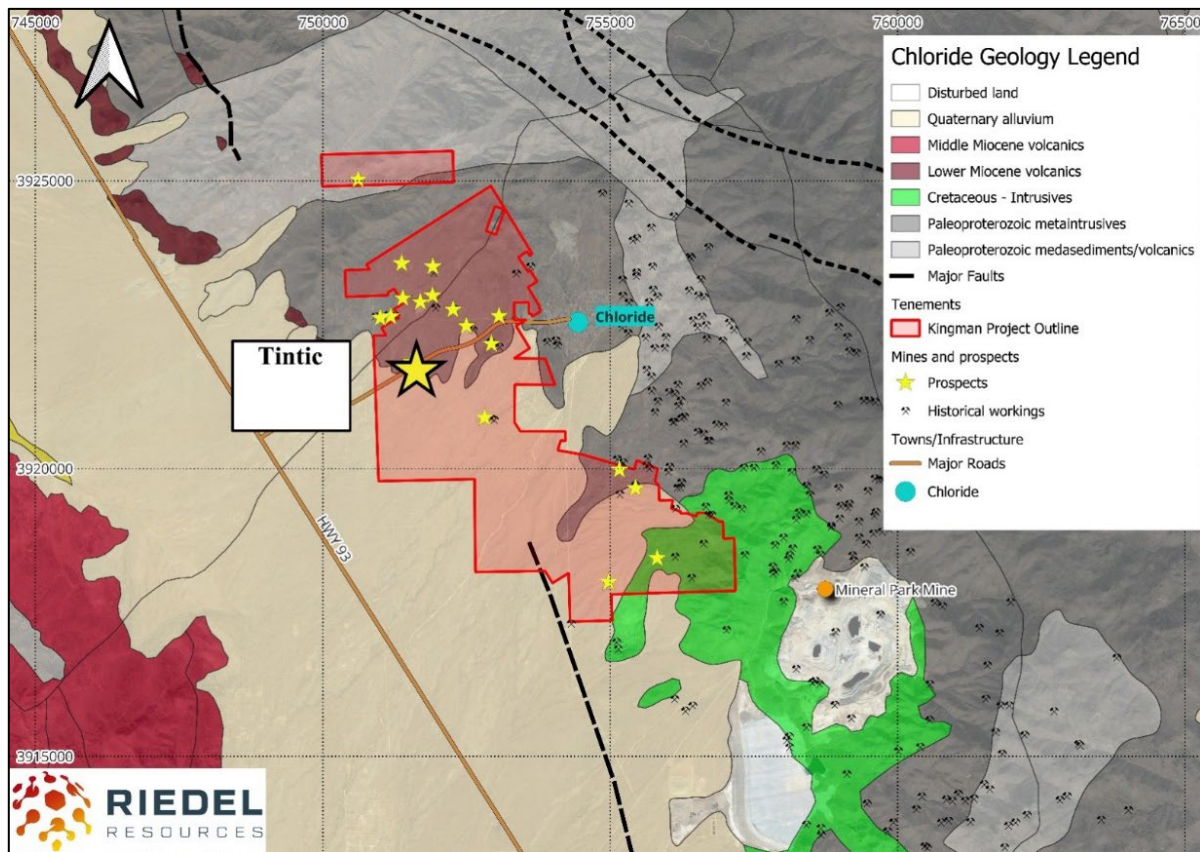 745000
750000
755000
760000
765000
Chloride Geology Legend
Disturbed land
Quaternary alluvium
Middle Miocene volcanics
Lower Miocene volcanics
Cretaceous - Intrusives
Paleoproterozoic metaintrusives
Paleoproterozoic medasediments/volcanics
Major Faults
Tenements
Kingman Project Outline
Mines and prospects
Prospects
Historical workings
Towns/Infrastructure
Major Roads
Chloride
3925000
Chloride
Tintic
3920000
HWY 93
Mineral Park Mine
3915000
RIEDEL
RESOURCES